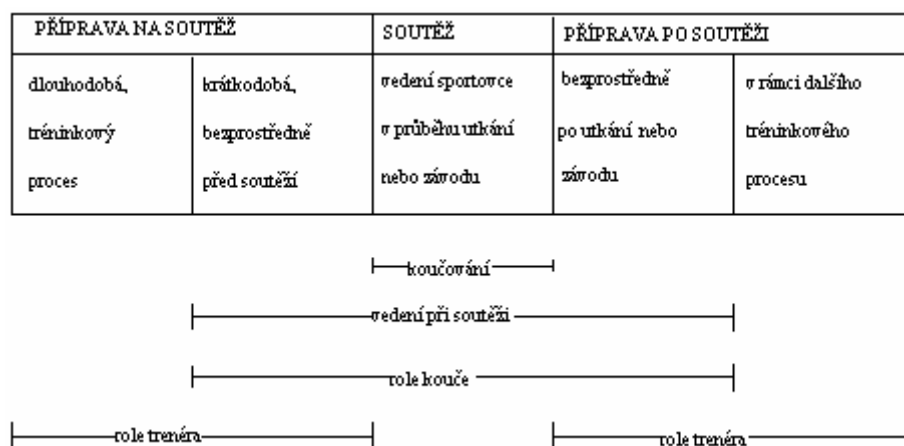 PŘÍPRAVA NA SOUTĚŽ
dlouhodobá,
tréninkový
proces
krátkodobá,
bezprostředně
před soutěží
SOUTĚŽ
vedení sportovce
v průběhu utkání
nebo závodu
PŘÍPRAVA PO SOUTĚŽI
bezprostředně
po utkání nebo
závodu
v rámci dalšího
tréninkového
procesu
koučování
vedení při soutěži
role kouče
role trenéra
role trenéra